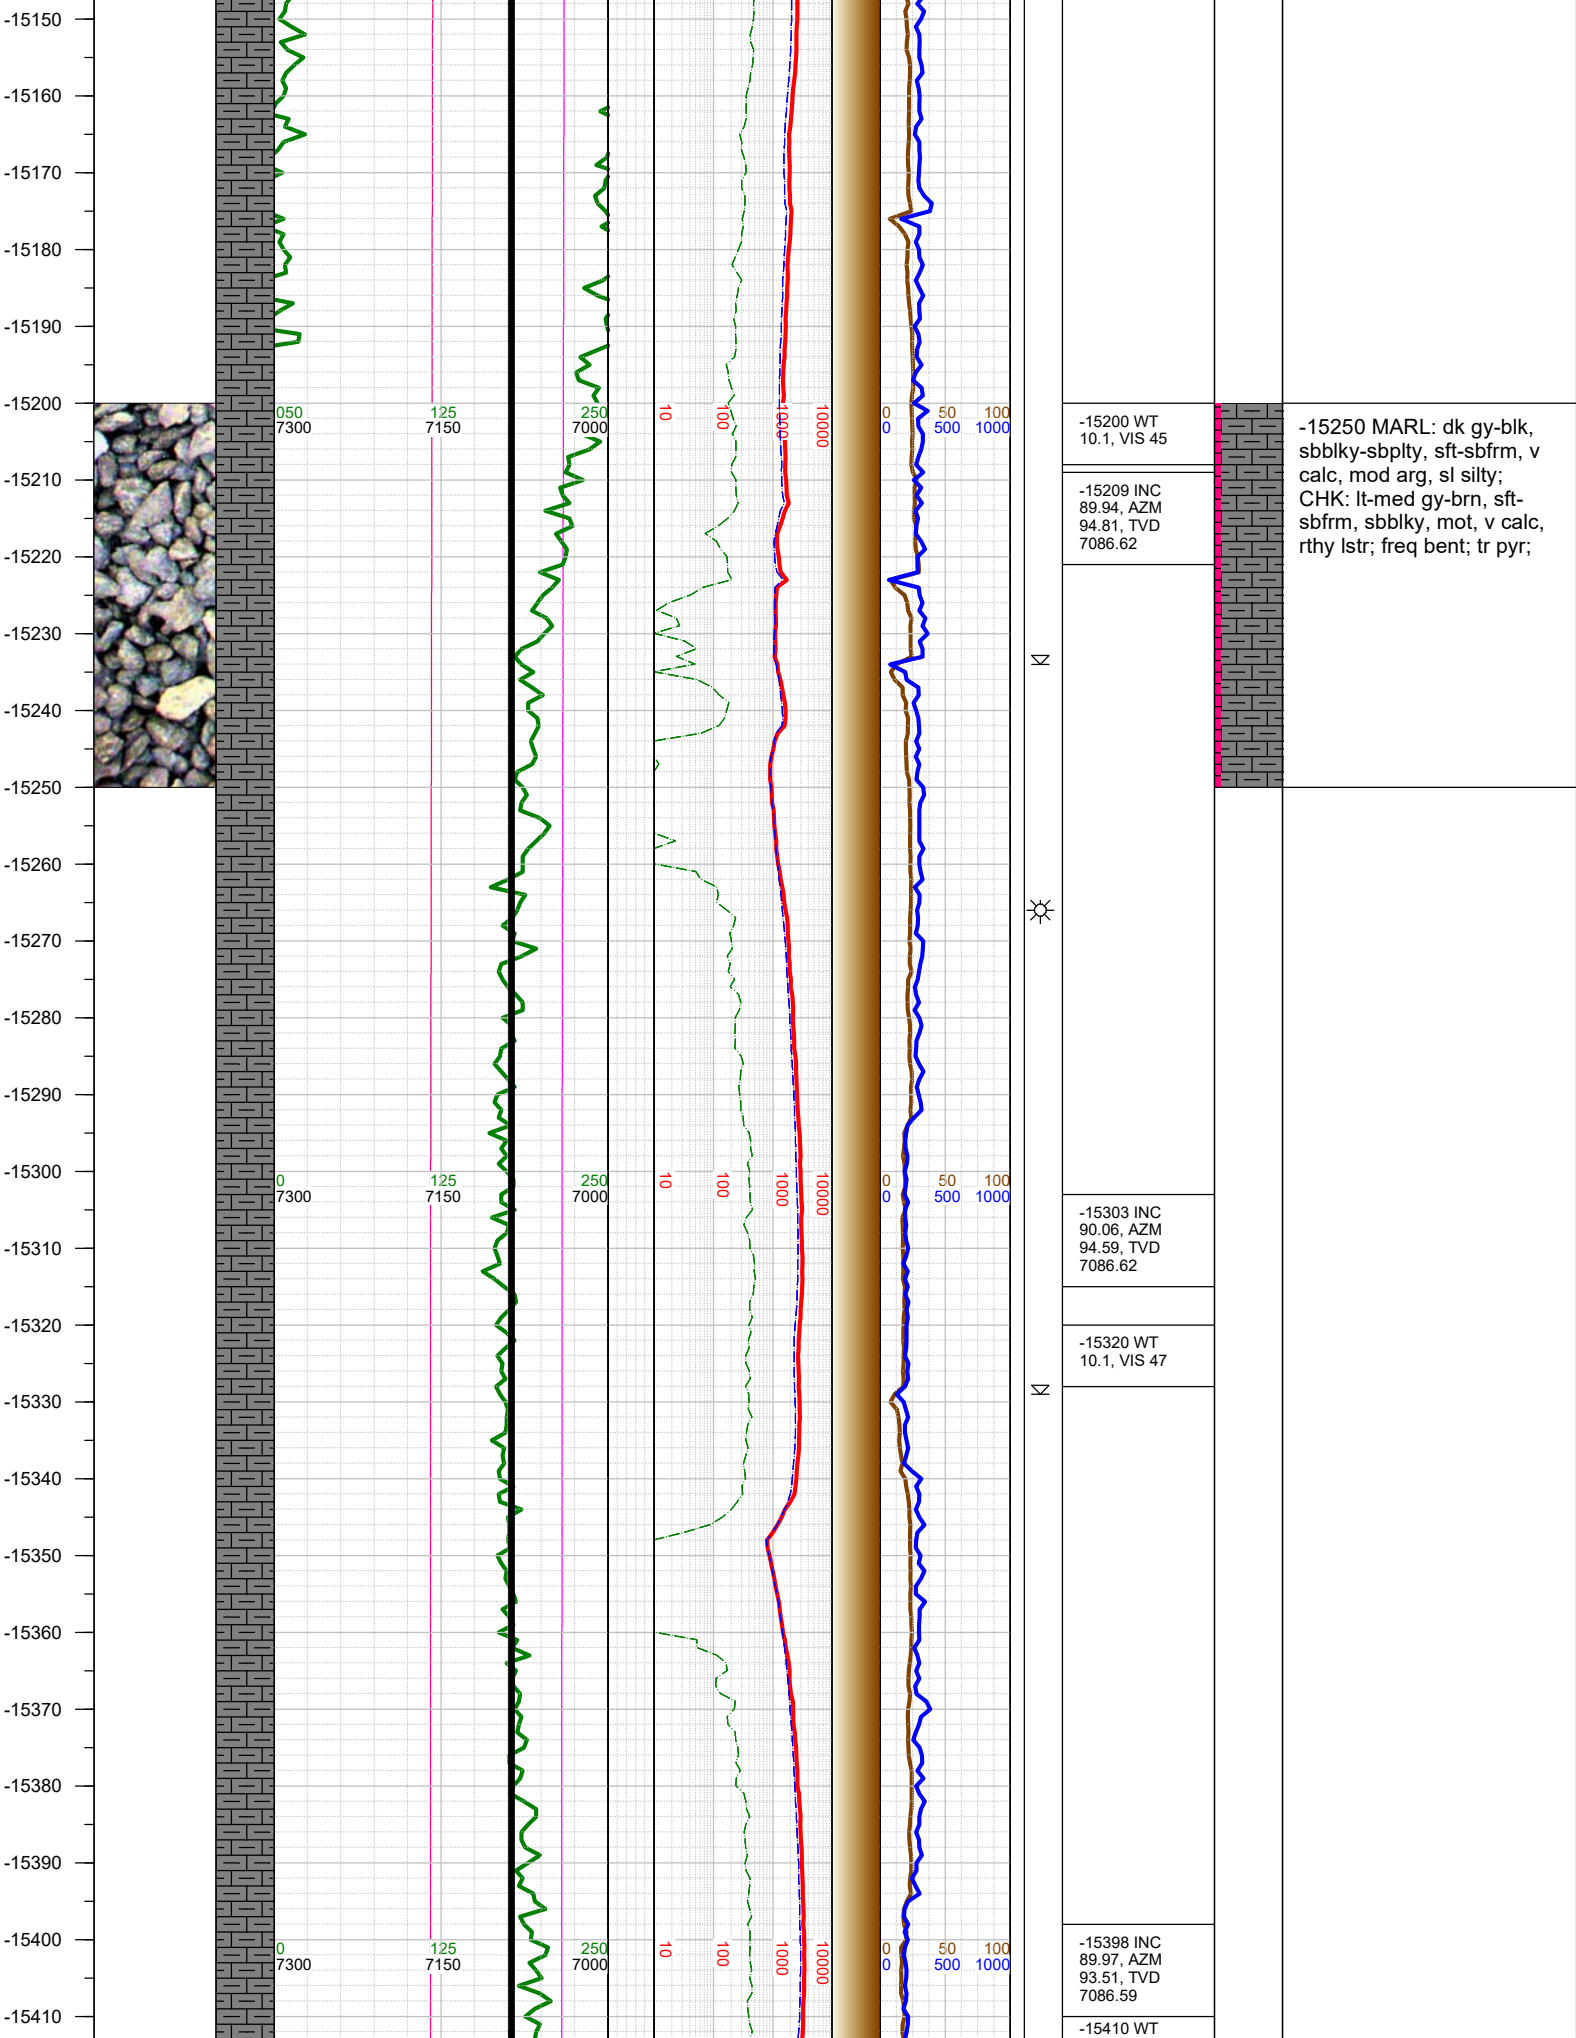 -15150
-15160
-15170
-15180
-15190
-15200
-15210
-15220
-15230
-15240
-15250
-15260
-15270
-15280
-15290
-15300
-15310
-15320
-15330
-15340
-15350
-15360
-15370
-15380
-15390
-15400
-15410
050 125 250
7300 7150 7000
10 100 1000 10000
0 50 100
0 500 1000
0 125 250
7300 7150 7000
10 100 1000 10000
0 50 100
0 500 1000
0 125 250
7300 7150 7000
10 100 1000 10000
0 50 100
0 500 1000
-15200 WT
10.1, VIS 45
-15209 INC
89.94, AZM
94.81, TVD
7086.62
-15303 INC
90.06, AZM
94.59, TVD
7086.62
-15320 WT
10.1, VIS 47
-15398 INC
89.97, AZM
93.51, TVD
7086.59
-15410 WT
-15250 MARL: dk gy-blk,
sbblky-sbplty, sft-sbfrm, v
calc, mod arg, sl silty;
CHK: lt-med gy-brn, sft-
sbfrm, sbblky, mot, v calc,
rthy lstr; freq bent; tr pyr;